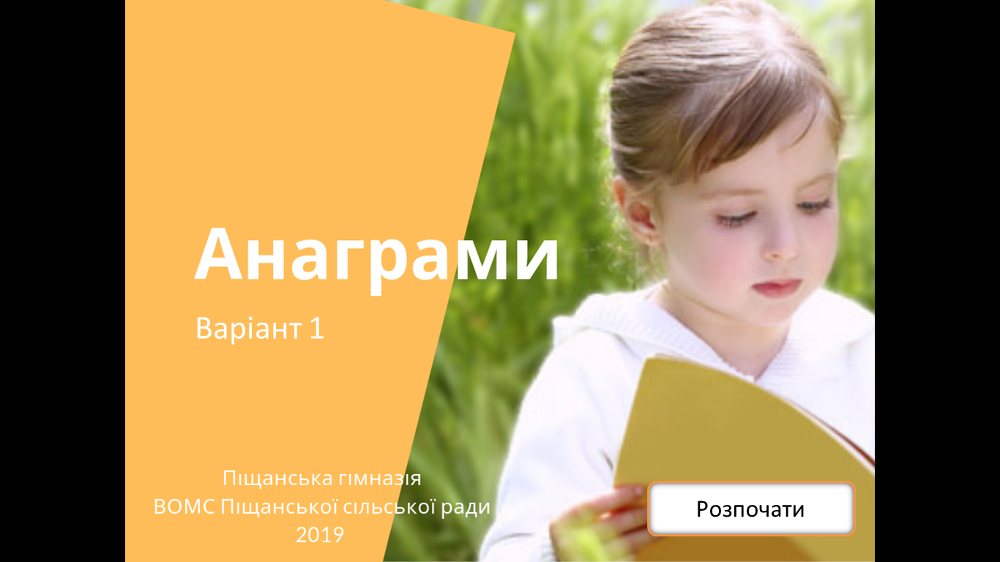 Анаграми
Варіант 1
Піщанська гімназія
ВОМС Піщанської сільської ради
2019
Розпочати